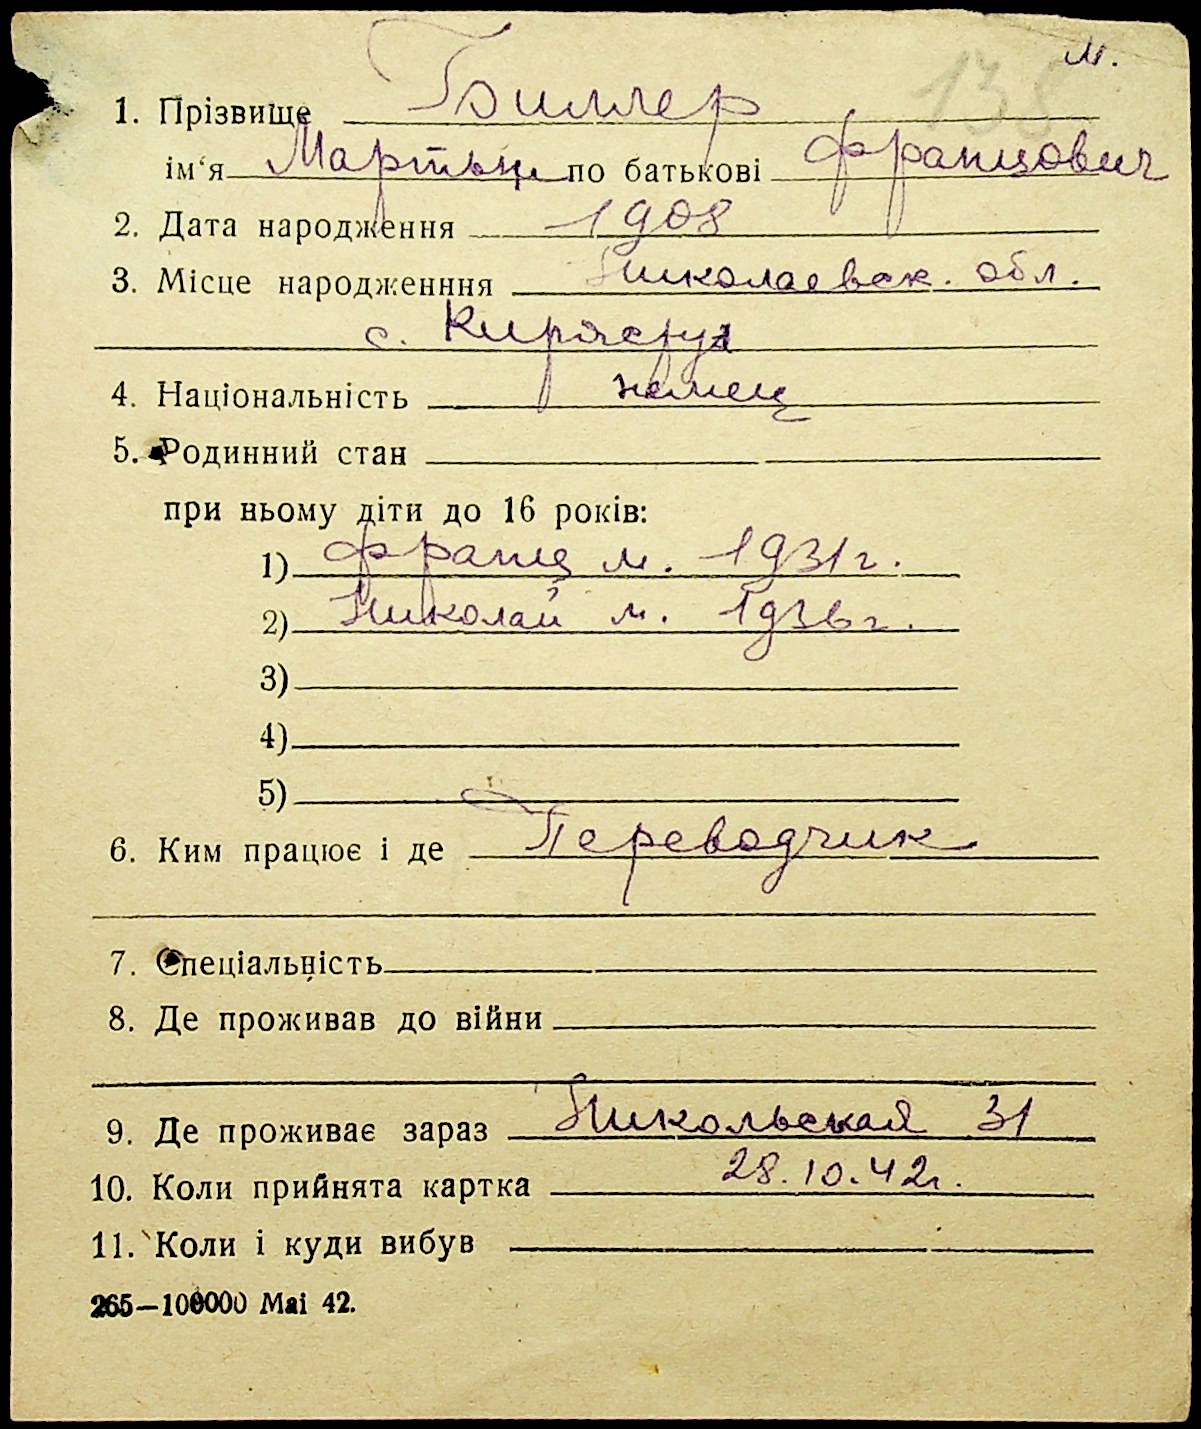 м.
138
1. Прізвище Биллер
ім‘я Мартын по батькові Францович
2. Дата народження 1908
3. Місце народженння Николаевск. обл.
с.
4. Національність немец
5. Родинний стан
при ньому діти до 16 років:
1) Франц м. 1931г.
2) Николай м. 1936г.
3)
4)
5)
6. Ким працює і де Переводчик
7. Спеціальність
8. Де проживав до війни
9. Де проживає зараз Никольская 31
10. Коли прийнята картка 28.10.42г.
11. Коли і куди вибув
265—100000 Mai 42.